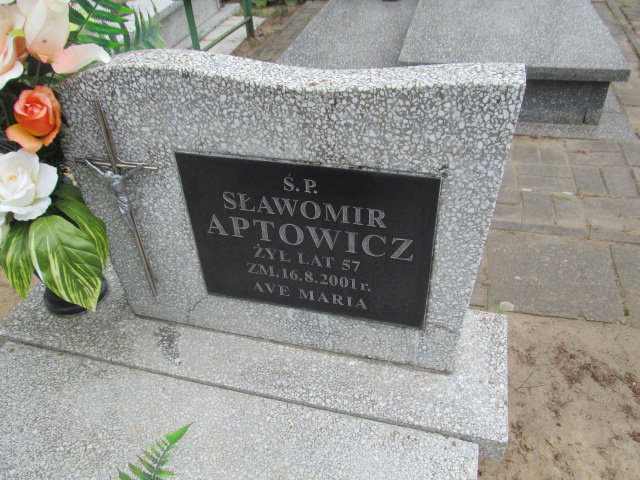 Ś.P.
SŁAWOMIR
APTOWICZ
ŻYŁ LAT 57
ZM.16.8.2001r.
AVE MARIA